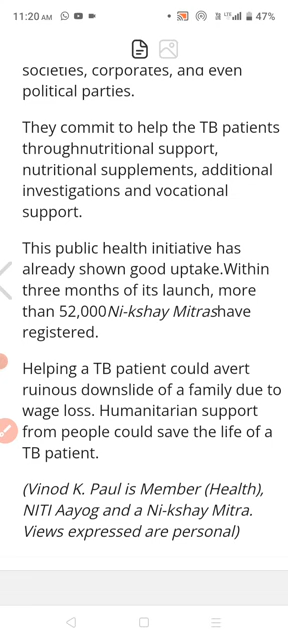 11:20 AM
LTE
47%
societies, corporates, and even
political parties.
They commit to help the TB patients
throughnutritional support,
nutritional supplements, additional
investigations and vocational
support.
This public health initiative has
already shown good uptake.Within
three months of its launch, more
than 52,000Ni-kshay Mitrashave
registered.
Helping a TB patient could avert
ruinous downslide of a family due to
wage loss. Humanitarian support
from people could save the life of a
TB patient.
(Vinod K. Paul is Member (Health),
NITI Aayog and a Ni-kshay Mitra.
Views expressed are personal)